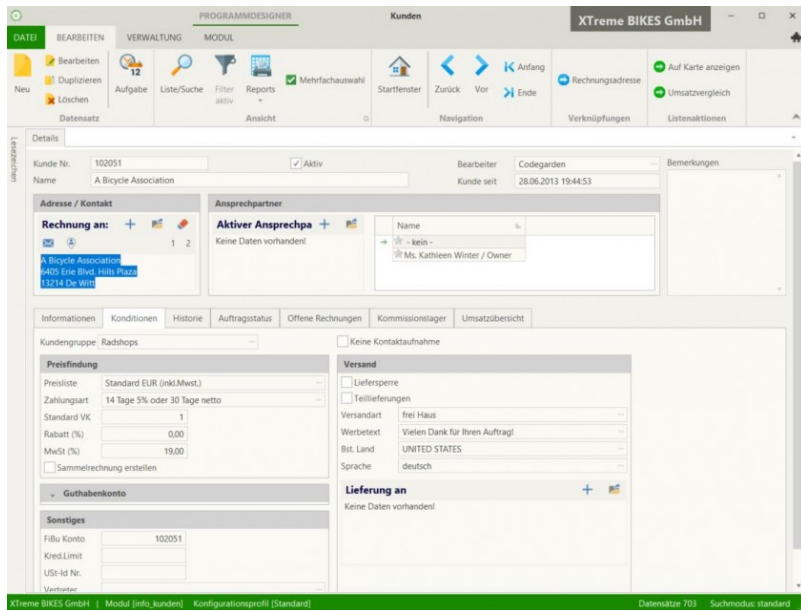 PROGRAMMDESIGNER Kunden XTreme BIKES GmbH
DATEI BEARBEITEN VERWALTUNG MODUL
Neu
Bearbeiten
Duplizieren
Löschen
Datensatz
12
Aufgabe
Liste/Suche
Filter aktiv
Reports
Mehrfachauswahl
Ansicht
Startfenster
Zurück
Vor
Anfang
Ende
Navigation
Rechnungsadresse
Verknüpfungen
Auf Karte anzeigen
Umsatzvergleich
Listenaktionen
Lesezeichen
Details
Kunde Nr. 102051 Aktiv Bearbeiter Codegarden Bemerkungen
Name A Bicycle Association Kunde seit 28.06.2013 19:44:53
Adresse / Kontakt
Rechnung an:
1 2
A Bicycle Association
6405 Erie Blvd. Hills Plaza
13214 De Witt
Ansprechpartner
Aktiver Ansprechpa
Keine Daten vorhanden!
Name
- kein -
Ms. Kathleen Winter / Owner
Informationen Konditionen Historie Auftragsstatus Offene Rechnungen Kommissionslager Umsatzübersicht
Kundengruppe Radshops Keine Kontaktaufnahme
Preisfindung
Preisliste Standard EUR (inkl.Mwst.)
Zahlungsart 14 Tage 5% oder 30 Tage netto
Standard VK 1
Rabatt (%) 0,00
MwSt (%) 19,00
Sammelrechnung erstellen
Guthabenkonto
Sonstiges
FiBu Konto 102051
Kred.Limit
USt-Id Nr.
Vertreter
Versand
Liefersperre
Teillieferungen
Versandart frei Haus
Werbetext Vielen Dank für Ihren Auftrag!
Bst. Land UNITED STATES
Sprache deutsch
Lieferung an
Keine Daten vorhanden!
XTreme BIKES GmbH | Modul [info_kunden] Konfigurationsprofil [Standard] Datensätze 703 Suchmodus: standard